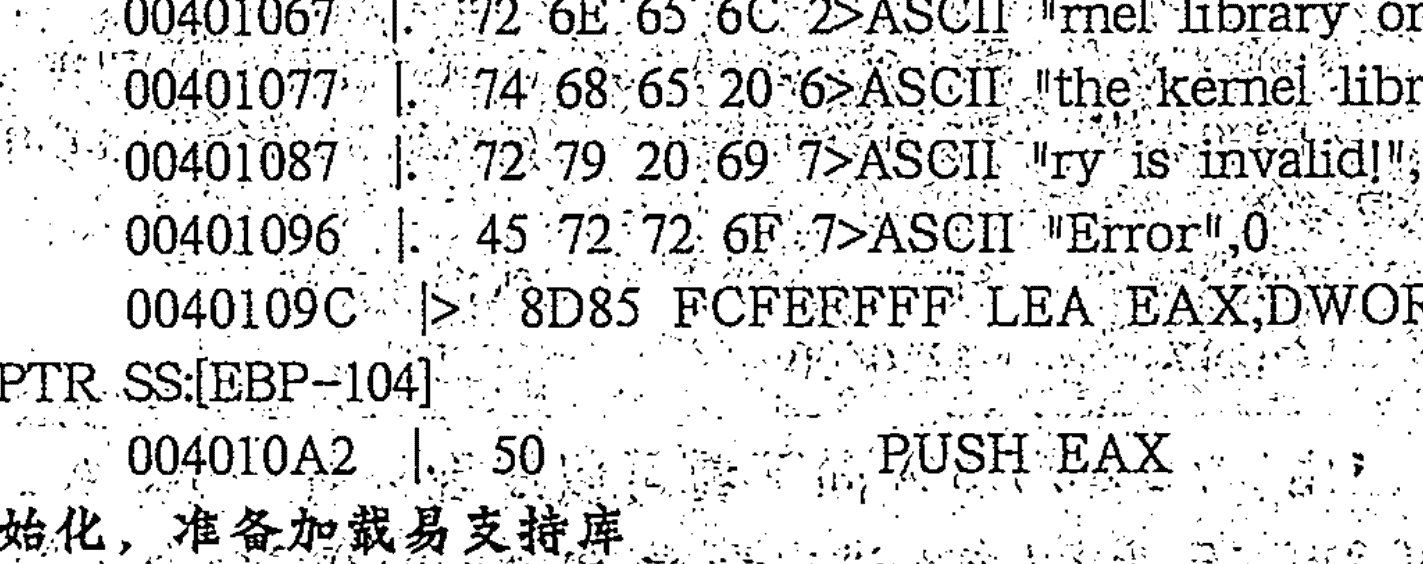 00401067 |. 72 6E 65 6C 2>ASCII "rnel library or
00401077 |. 74 68 65 20 6>ASCII "the kernel libr
00401087 |. 72 79 20 69 7>ASCII "ry is invalid!",
00401096 |. 45 72 72 6F 7>ASCII "Error",0
0040109C |> 8D85 FCFEFFFF LEA EAX,DWOR
PTR SS:[EBP-104]
004010A2 |. 50 PUSH EAX ;
始化，准备加载易支持库